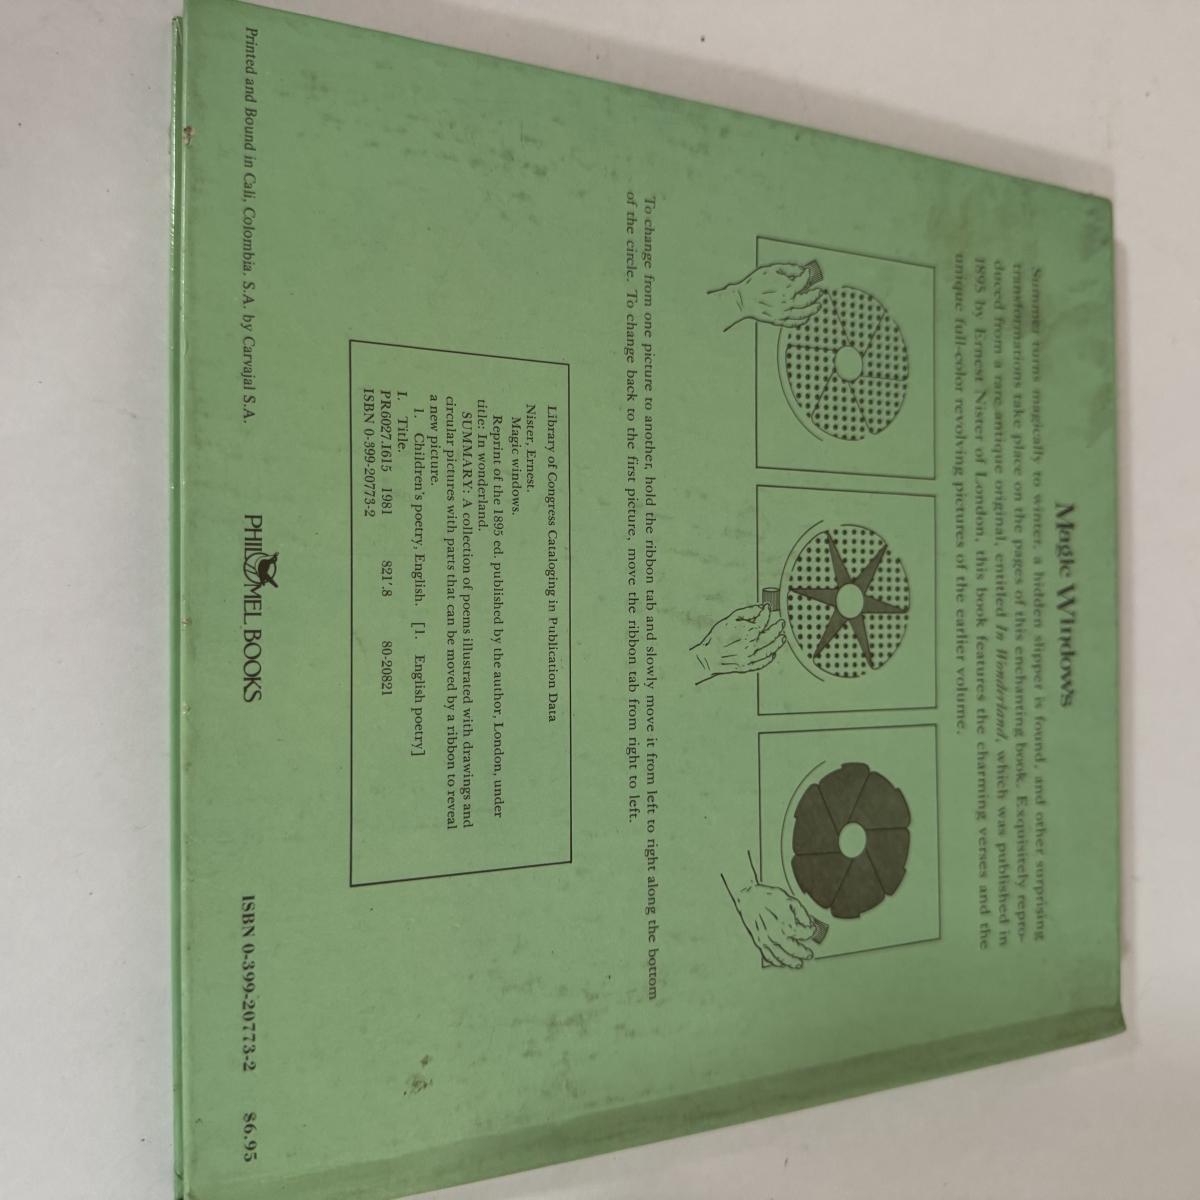 Magic Windows
Summer turns magically to winter, a hidden slipper is found, and other surprising
transformations take place on the pages of this enchanting book. Exquisitely repro-
duced from a rare antique original, entitled In Wonderland, which was published in
1895 by Ernest Nister of London, this book features the charming verses and the
unique full-color revolving pictures of the earlier volume.
To change from one picture to another, hold the ribbon tab and slowly move it from left to right along the bottom
of the circle. To change back to the first picture, move the ribbon tab from right to left.
Library of Congress Cataloging in Publication Data
Nister, Ernest.
Magic windows.
Reprint of the 1895 ed. published by the author, London, under
title: In wonderland.
SUMMARY: A collection of poems illustrated with drawings and
circular pictures with parts that can be moved by a ribbon to reveal
a new picture.
1. Children's poetry, English. [1. English poetry]
I. Title.
PR6027.I615 1981 821'.8 80-20821
ISBN 0-399-20773-2
Printed and Bound in Cali, Colombia, S.A. by Carvajal S.A.
PHILOMEL BOOKS
ISBN 0-399-20773-2 $6.95